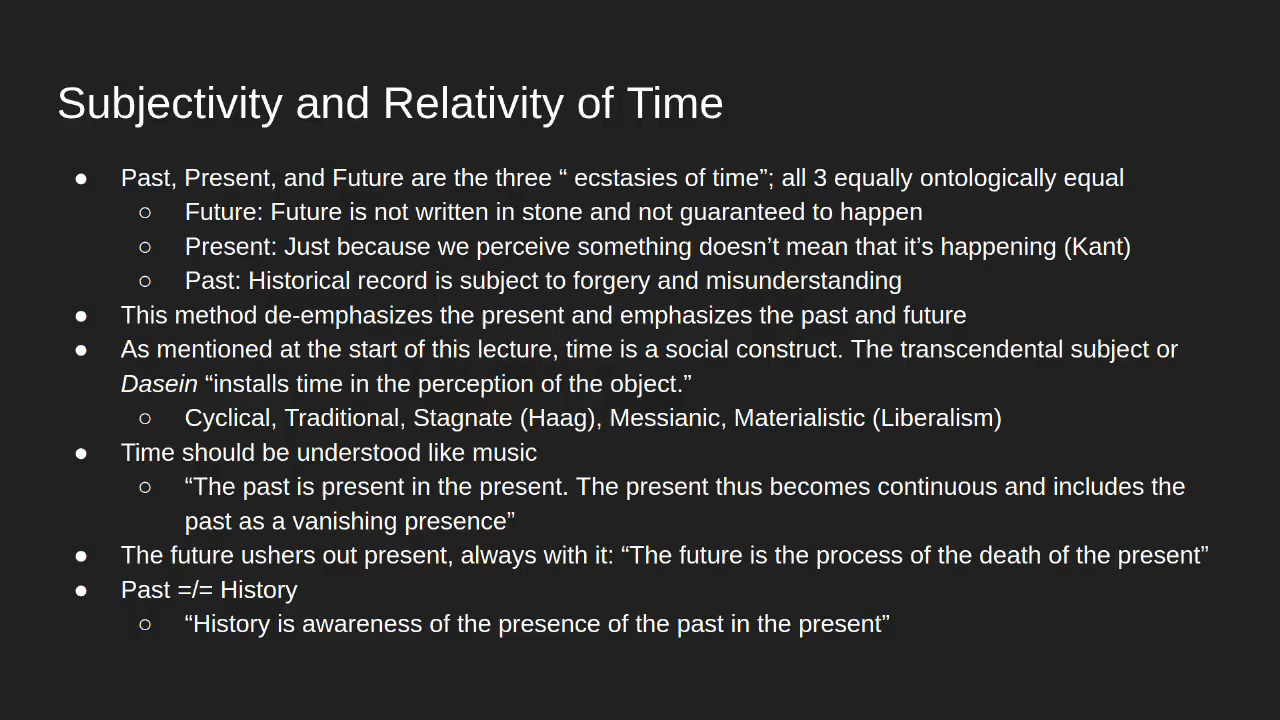 Subjectivity and Relativity of Time
● Past, Present, and Future are the three “ ecstasies of time”; all 3 equally ontologically equal
○ Future: Future is not written in stone and not guaranteed to happen
○ Present: Just because we perceive something doesn’t mean that it’s happening (Kant)
○ Past: Historical record is subject to forgery and misunderstanding
● This method de-emphasizes the present and emphasizes the past and future
● As mentioned at the start of this lecture, time is a social construct. The transcendental subject or
Dasein “installs time in the perception of the object.”
○ Cyclical, Traditional, Stagnate (Haag), Messianic, Materialistic (Liberalism)
● Time should be understood like music
○ “The past is present in the present. The present thus becomes continuous and includes the
past as a vanishing presence”
● The future ushers out present, always with it: “The future is the process of the death of the present”
● Past =/= History
○ “History is awareness of the presence of the past in the present”